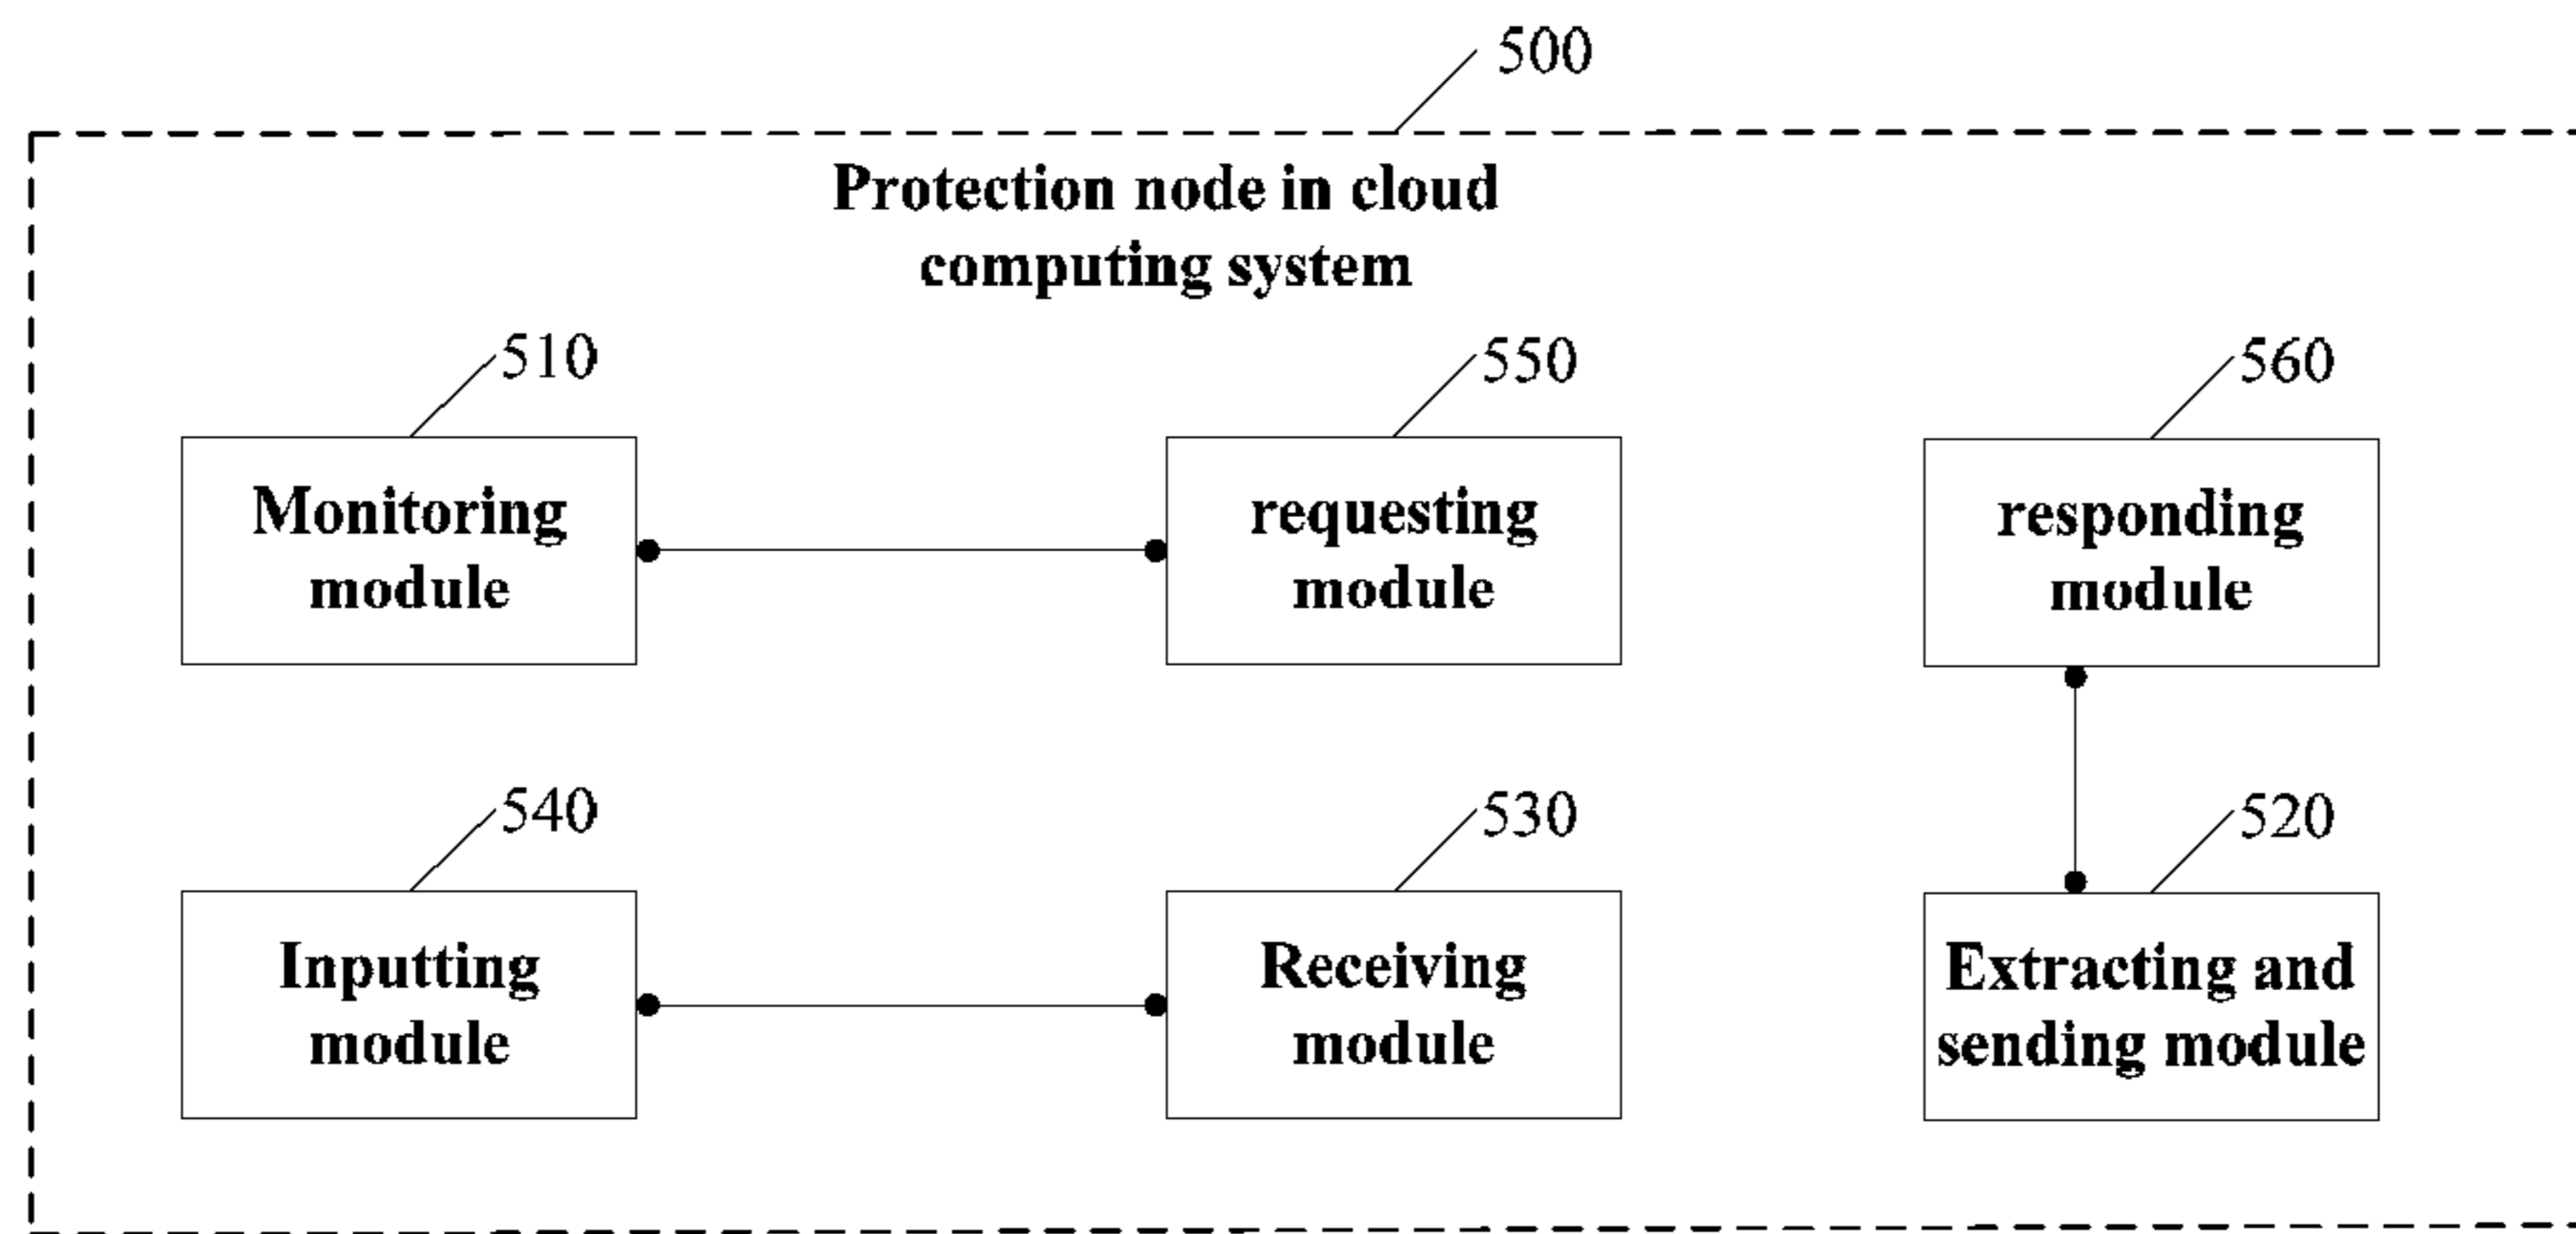 500
Protection node in cloud
computing system
510
550
560
Monitoring
module
requesting
module
responding
module
540
530
520
Inputting
module
Receiving
module
Extracting and
sending module